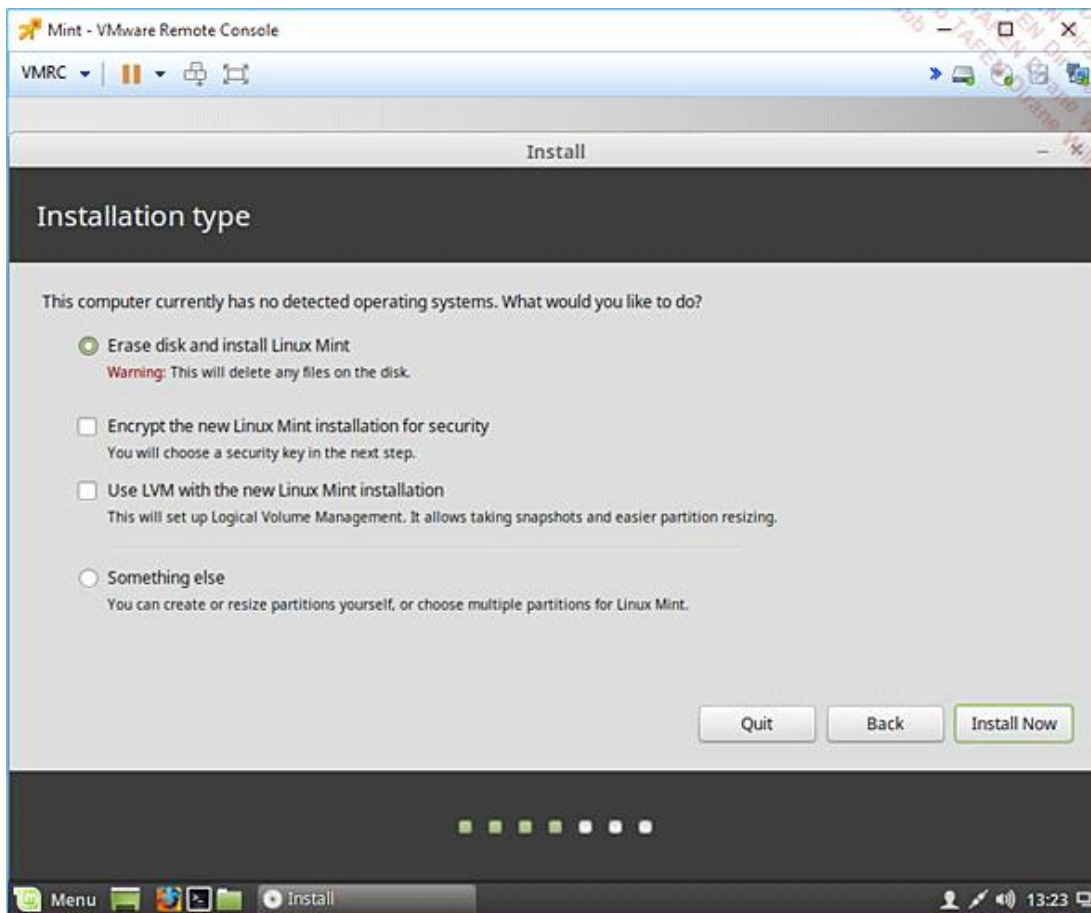 Mint - VMware Remote Console
VMRC
Install
Installation type
This computer currently has no detected operating systems. What would you like to do?
Erase disk and install Linux Mint
Warning: This will delete any files on the disk.
Encrypt the new Linux Mint installation for security
You will choose a security key in the next step.
Use LVM with the new Linux Mint installation
This will set up Logical Volume Management. It allows taking snapshots and easier partition resizing.
Something else
You can create or resize partitions yourself, or choose multiple partitions for Linux Mint.
Quit
Back
Install Now
Menu
Install
13:23